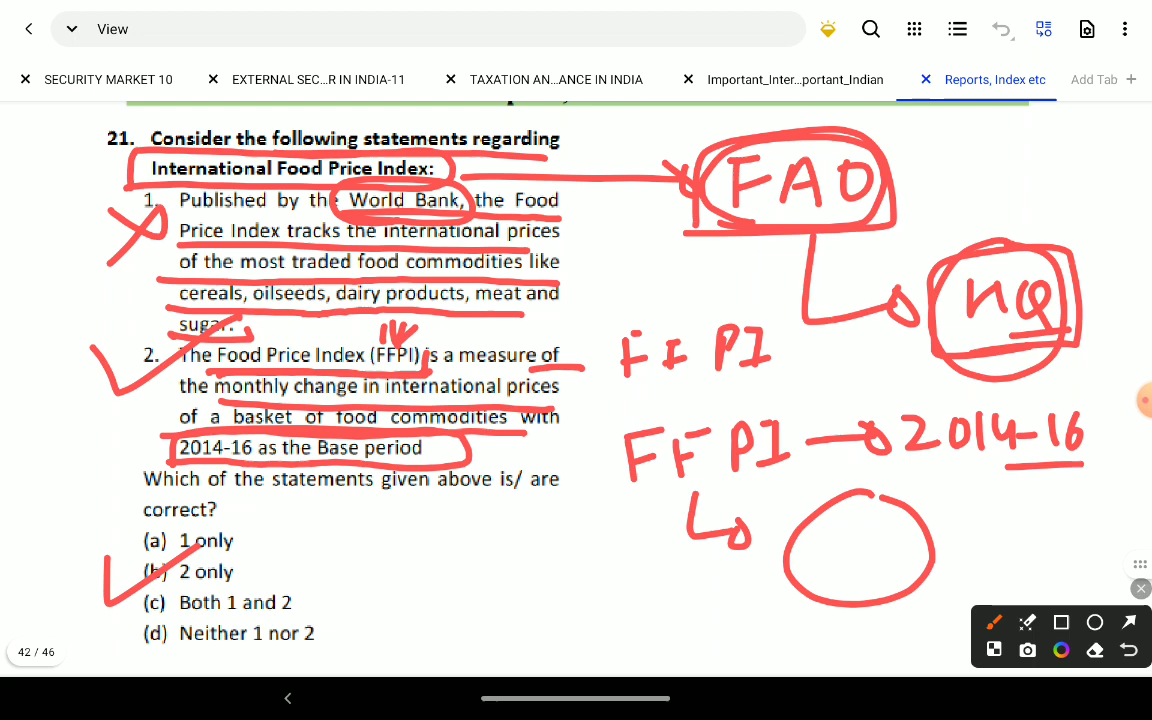 View
SECURITY MARKET 10
EXTERNAL SEC...R IN INDIA-11
TAXATION AN...ANCE IN INDIA
Important_Inter...portant_Indian
Reports, Index etc
Add Tab
21. Consider the following statements regarding
International Food Price Index:
1. Published by the World Bank, the Food
Price Index tracks the international prices
of the most traded food commodities like
cereals, oilseeds, dairy products, meat and
sugar.
2. The Food Price Index (FFPI) is a measure of
the monthly change in international prices
of a basket of food commodities with
2014-16 as the Base period
Which of the statements given above is/ are
correct?
(a) 1 only
(b) 2 only
(c) Both 1 and 2
(d) Neither 1 nor 2
FAO
HQ
FFPI
FFPI 2014-16
42 / 46